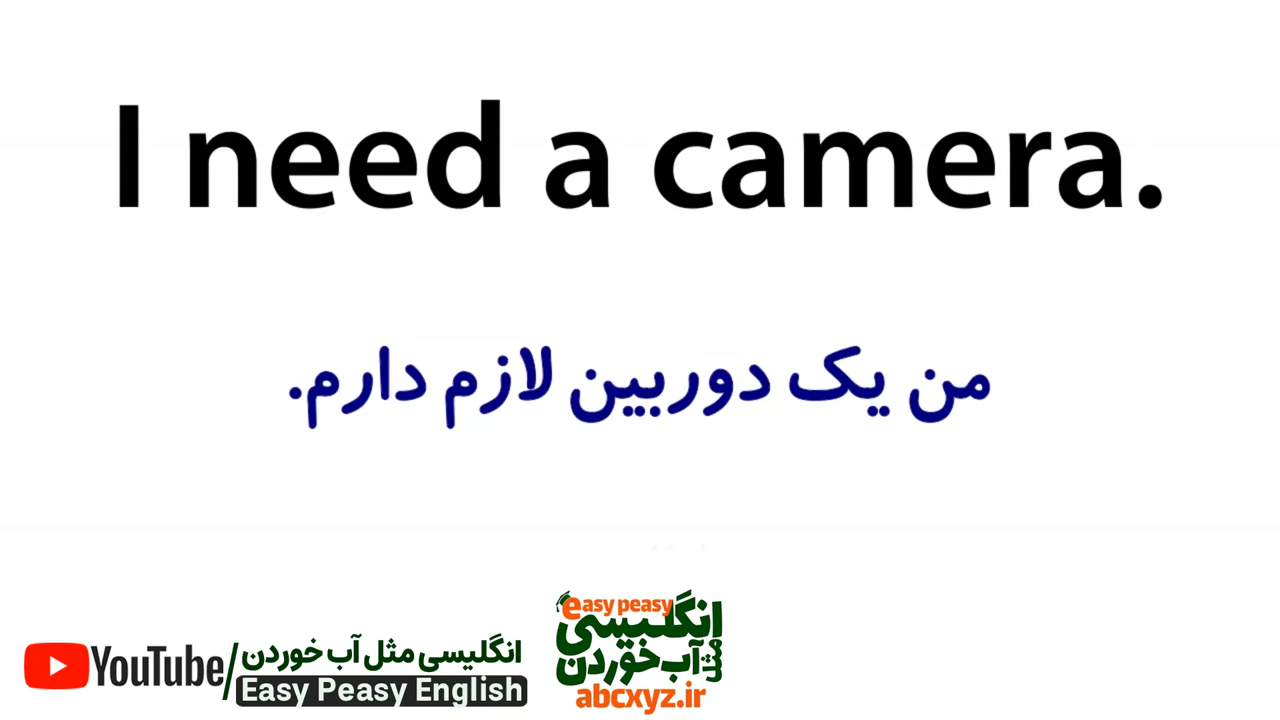 I need a camera.
من یک دوربین لازم دارم.
YouTube/انگلیسی مثل آب خوردن
Easy Peasy English
easy peasy
انگلیسی
مثل
آب خوردن
abcxyz.ir